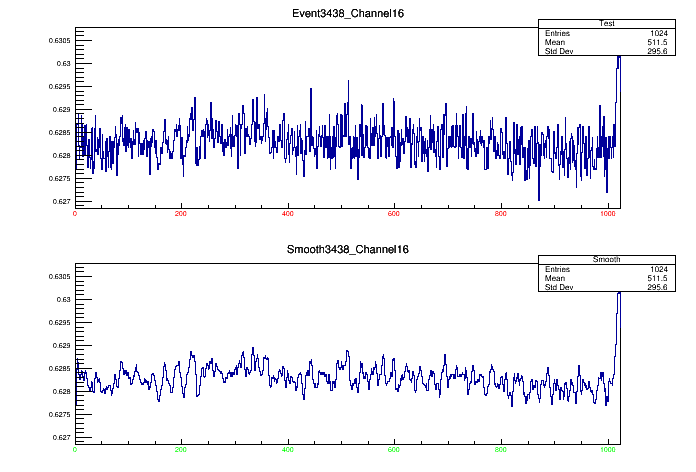 Event3438_Channel16
Test
Entries 1024
Mean 511.5
Std Dev 295.6
0.6305
0.63
0.6295
0.629
0.6285
0.628
0.6275
0.627
0 200 400 600 800 1000
Smooth3438_Channel16
Smooth
Entries 1024
Mean 511.5
Std Dev 295.6
0.6305
0.63
0.6295
0.629
0.6285
0.628
0.6275
0.627
0 200 400 600 800 1000